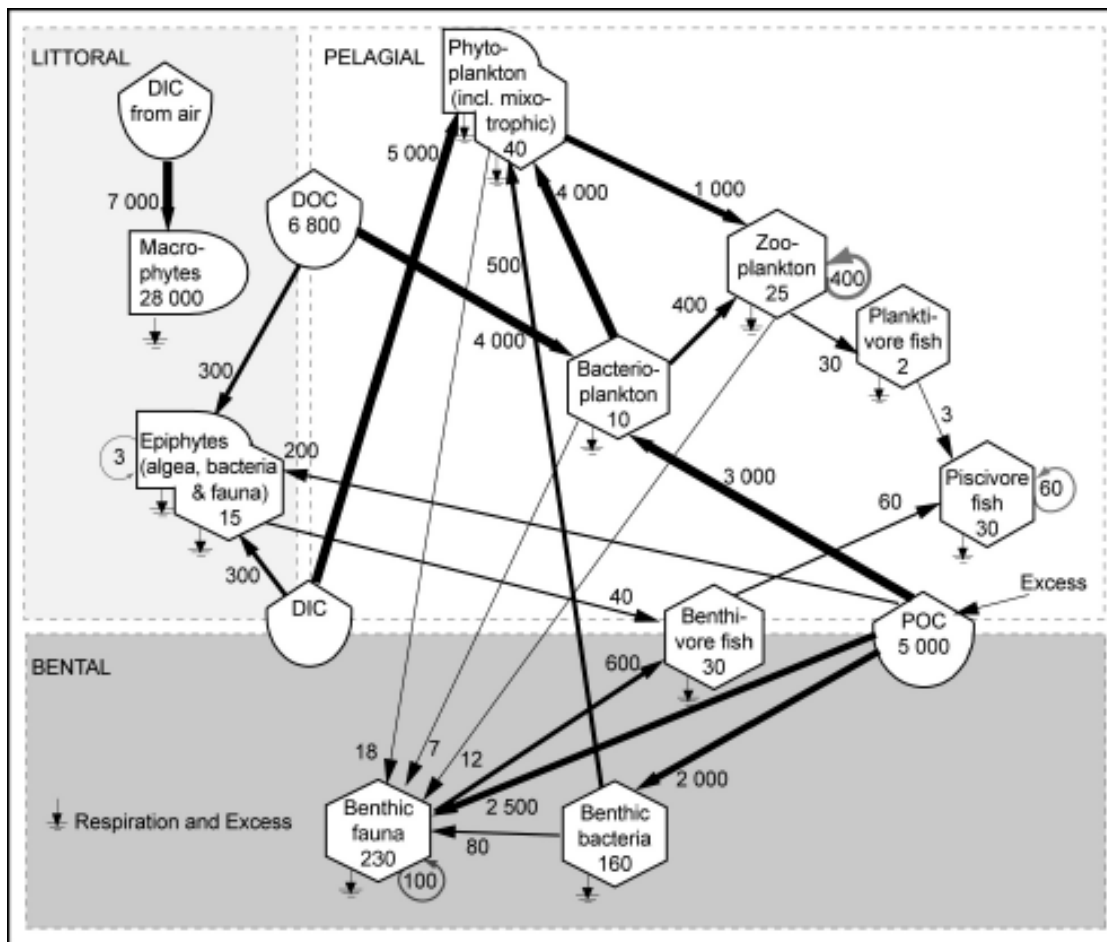 LITTORAL
DIC
from air
7 000
Macro-
phytes
28 000
DOC
6 800
300
Epiphytes
(algea, bacteria
& fauna)
15
3
300
DIC
PELAGIAL
Phyto-
plankton
(incl. mixo-
trophic)
40
5 000
4 000
1 000
500
4 000
400
Zoo-
plankton
25
400
30
Plankti-
vore fish
2
3
Bacterio-
plankton
10
200
3 000
Piscivore
fish
30
60
60
40
Benthi-
vore fish
30
Excess
POC
5 000
BENTAL
600
18
7
12
2 500
2 000
Benthic
fauna
230
100
80
Benthic
bacteria
160
Respiration and Excess